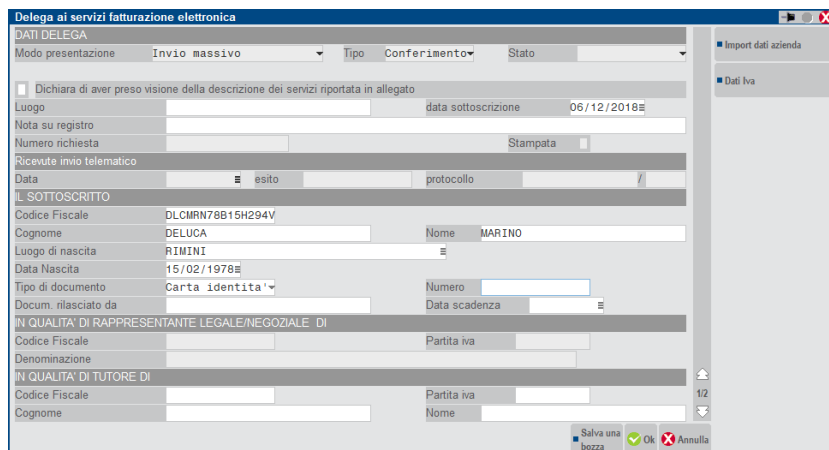 Delega ai servizi fatturazione elettronica
DATI DELEGA
Modo presentazione Invio massivo Tipo Conferimento Stato
Import dati azienda
Dati Iva
Dichiara di aver preso visione della descrizione dei servizi riportata in allegato
Luogo data sottoscrizione 06/12/2018
Nota su registro
Numero richiesta Stampata
Ricevute invio telematico
Data esito protocollo /
IL SOTTOSCRITTO
Codice Fiscale DLCMRN78B15H294V
Cognome DELUCA Nome MARINO
Luogo di nascita RIMINI
Data Nascita 15/02/1978
Tipo di documento Carta identita' Numero
Docum. rilasciato da Data scadenza
IN QUALITA' DI RAPPRESENTANTE LEGALE/NEGOZIALE DI
Codice Fiscale Partita iva
Denominazione
IN QUALITA' DI TUTORE DI
Codice Fiscale Partita iva
1/2
Cognome Nome
Salva una bozza Ok Annulla